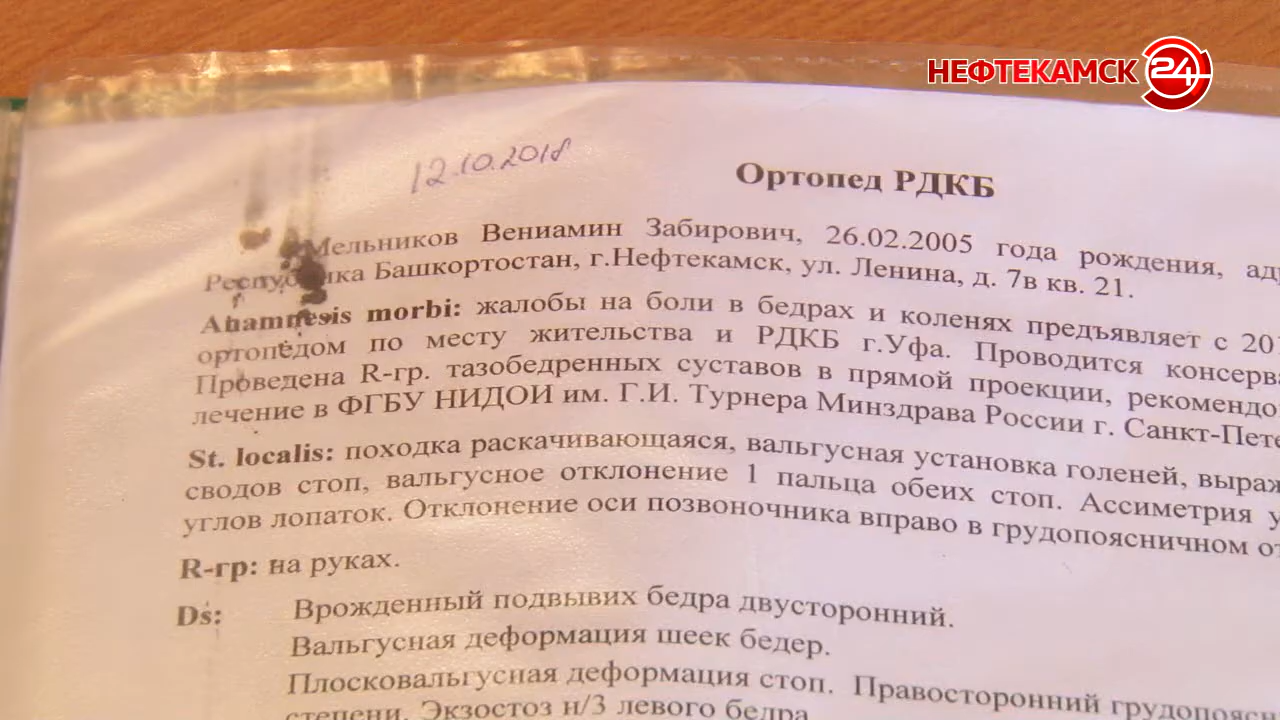 НЕФТЕКАМСК 24
12.10.2018
Ортопед РДКБ
Мельников Вениамин Забирович, 26.02.2005 года рождения,
Республика Башкортостан, г.Нефтекамск, ул. Ленина, д. 7в кв. 21.
Anamnesis morbi: жалобы на боли в бедрах и коленях предъявляет с
ортопедом по месту жительства и РДКБ г.Уфа. Проводится
Проведена R-гр. тазобедренных суставов в прямой проекции,
лечение в ФГБУ НИДОИ им. Г.И. Турнера Минздрава России г.
St. localis: походка раскачивающаяся, вальгусная установка голеней,
сводов стоп, вальгусное отклонение 1 пальца обеих стоп. Ассиметрия
углов лопаток. Отклонение оси позвоночника вправо в грудопоясничном
R-гр: на руках.
Ds: Врожденный подвывих бедра двусторонний.
Вальгусная деформация шеек бедер.
Плосковальгусная деформация стоп. Правосторонний
степени. Экзостоз н/3 левого бедра